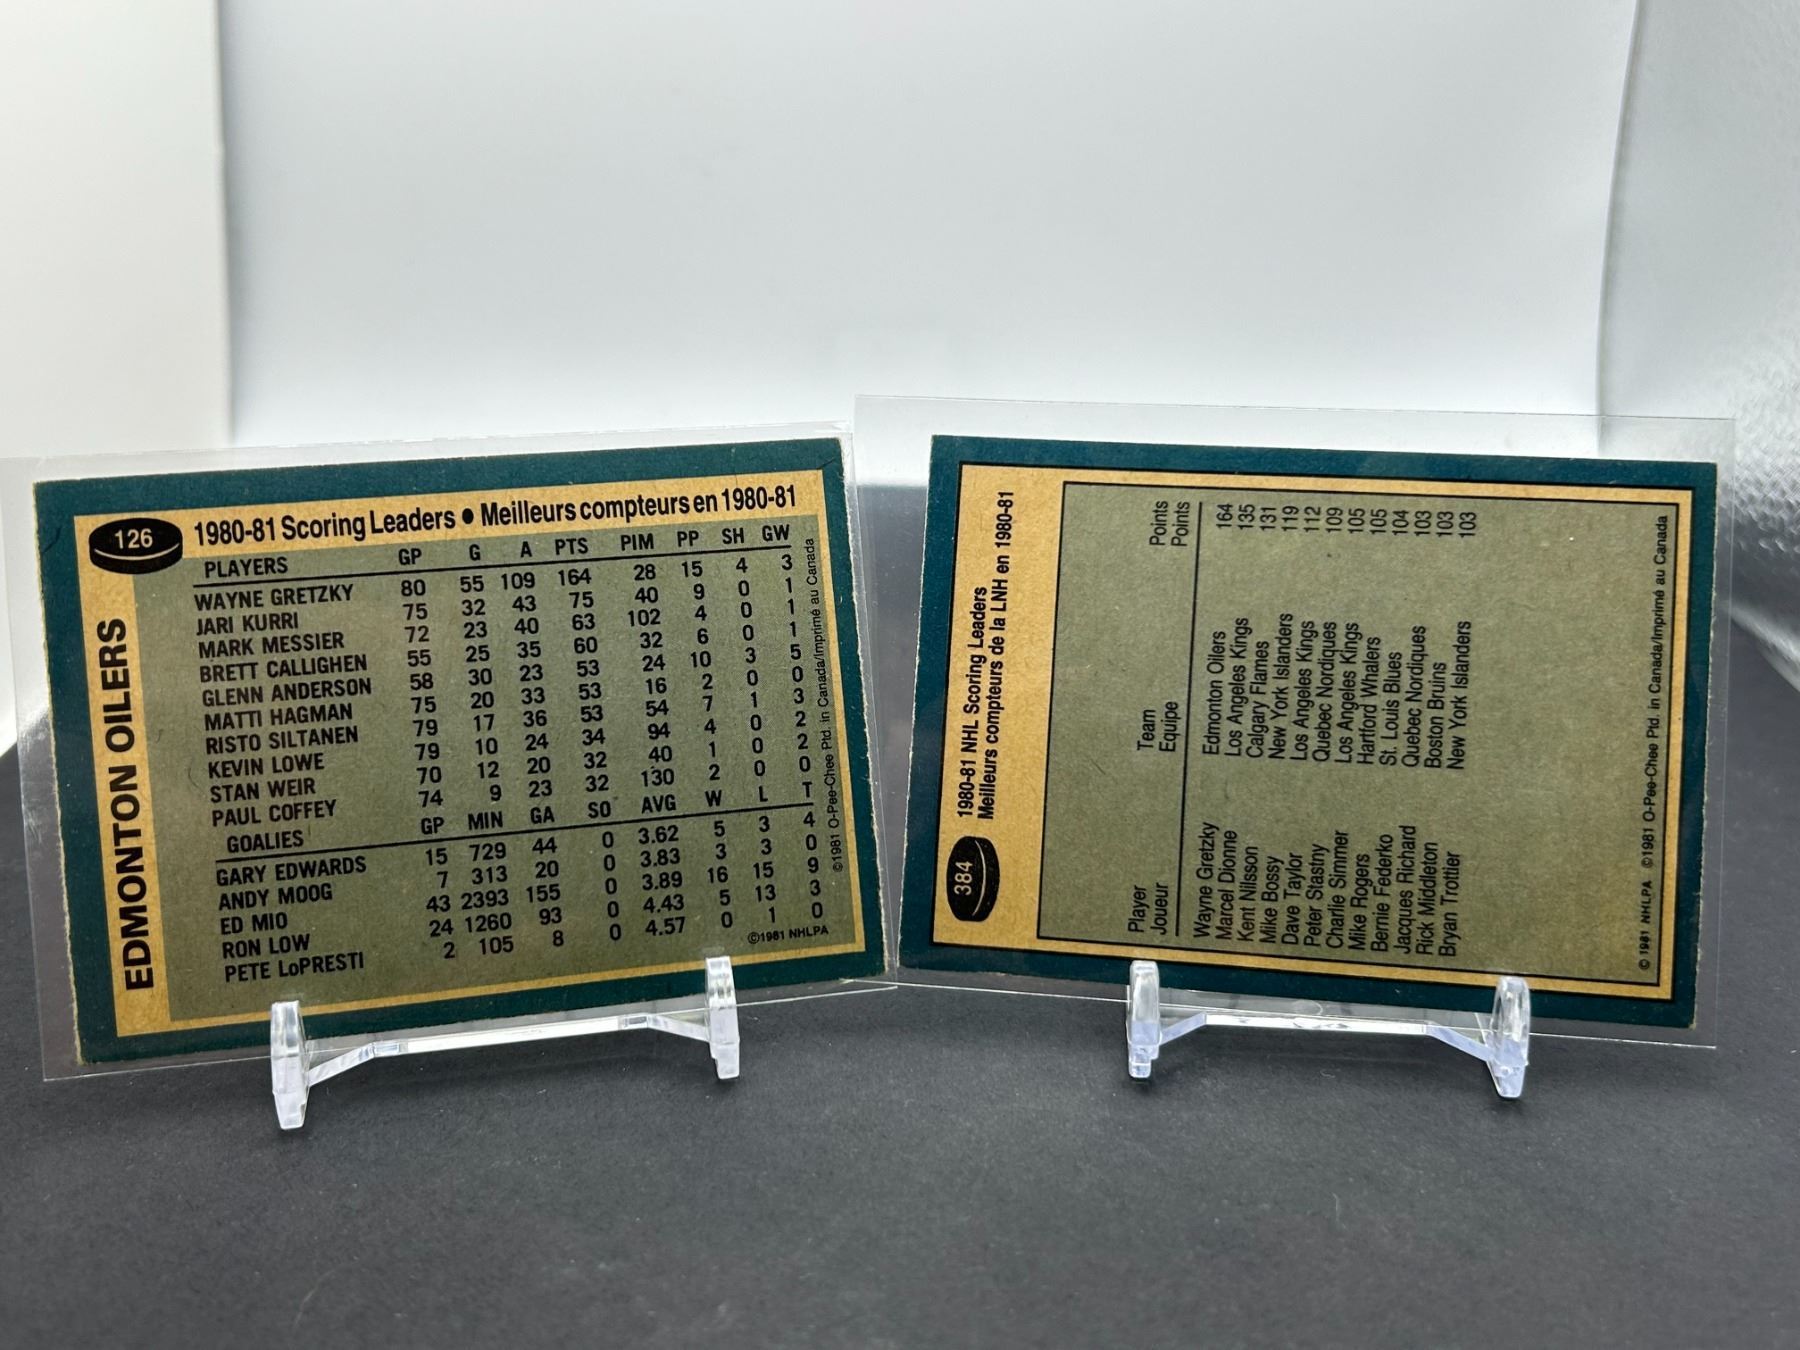 126
EDMONTON OILERS
1980-81 Scoring Leaders • Meilleurs compteurs en 1980-81
PLAYERS GP G A PTS PIM PP SH GW
WAYNE GRETZKY 80 55 109 164 28 15 4 3
JARI KURRI 75 32 43 75 40 9 0 1
MARK MESSIER 72 23 40 63 102 4 0 1
BRETT CALLIGHEN 55 25 35 60 32 6 0 1
GLENN ANDERSON 58 30 23 53 24 10 3 5
MATTI HAGMAN 75 20 33 53 16 2 0 0
RISTO SILTANEN 79 17 36 53 54 7 1 3
KEVIN LOWE 79 10 24 34 94 4 0 2
STAN WEIR 70 12 20 32 40 1 0 2
PAUL COFFEY 74 9 23 32 130 2 0 0
GOALIES GP MIN GA SO AVG W L T
GARY EDWARDS 15 729 44 0 3.62 5 3 4
ANDY MOOG 7 313 20 0 3.83 3 3 0
ED MIO 43 2393 155 0 3.89 16 15 9
RON LOW 24 1260 93 0 4.43 5 13 3
PETE LoPRESTI 2 105 8 0 4.57 0 1 0
©1981 NHLPA
©1981 O-Pee-Chee Ptd. in Canada/Imprimé au Canada
384
1980-81 NHL Scoring Leaders
Meilleurs compteurs de la LNH en 1980-81
Player Team Points
Joueur Equipe Points
Wayne Gretzky Edmonton Oilers 164
Marcel Dionne Los Angeles Kings 135
Kent Nilsson Calgary Flames 131
Mike Bossy New York Islanders 119
Dave Taylor Los Angeles Kings 112
Peter Stastny Quebec Nordiques 109
Charlie Simmer Los Angeles Kings 105
Mike Rogers Hartford Whalers 105
Bernie Federko St. Louis Blues 104
Jacques Richard Quebec Nordiques 103
Rick Middleton Boston Bruins 103
Bryan Trottier New York Islanders 103
© 1981 NHLPA ©1981 O-Pee-Chee Ptd. in Canada/Imprimé au Canada